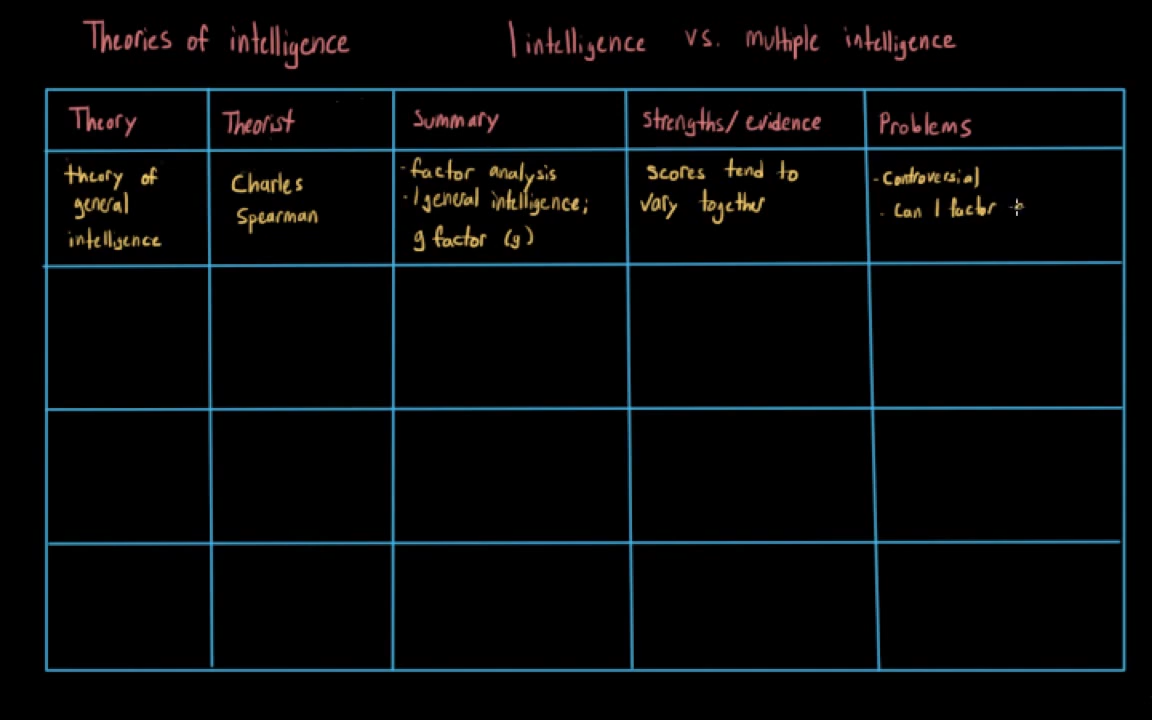 Theories of intelligence
1 intelligence vs. multiple intelligence
Theory
Theorist
Summary
Strengths/evidence
Problems
theory of
general
intelligence
Charles
Spearman
-factor analysis
-1 general intelligence;
g factor (g)
scores tend to
vary together
-Controversial
- Can 1 factor